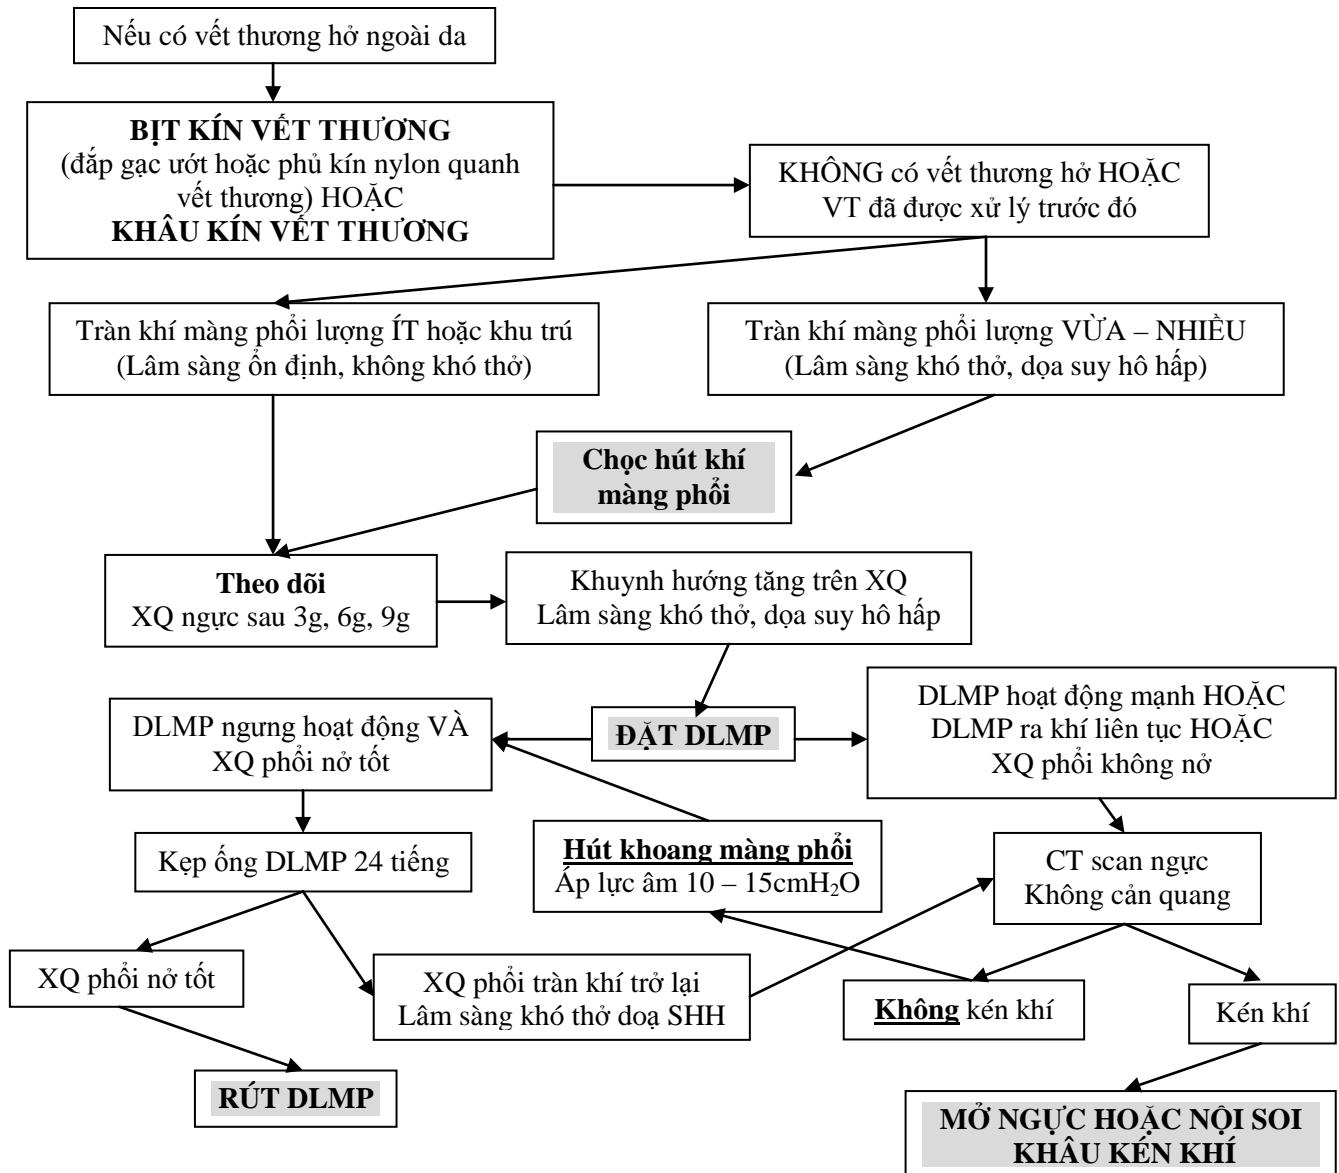 Nếu có vết thương hở ngoài da
BỊT KÍN VẾT THƯƠNG
(đắp gạc ướt hoặc phủ kín nylon quanh
vết thương) HOẶC
KHÂU KÍN VẾT THƯƠNG
KHÔNG có vết thương hở HOẶC
VT đã được xử lý trước đó
Tràn khí màng phổi lượng ÍT hoặc khu trú
(Lâm sàng ổn định, không khó thở)
Tràn khí màng phổi lượng VỪA – NHIỀU
(Lâm sàng khó thở, dọa suy hô hấp)
Chọc hút khí
màng phổi
Theo dõi
XQ ngực sau 3g, 6g, 9g
Khuynh hướng tăng trên XQ
Lâm sàng khó thở, dọa suy hô hấp
DLMP ngưng hoạt động VÀ
XQ phổi nở tốt
ĐẶT DLMP
DLMP hoạt động mạnh HOẶC
DLMP ra khí liên tục HOẶC
XQ phổi không nở
Kẹp ống DLMP 24 tiếng
Hút khoang màng phổi
Áp lực âm 10 – 15cmH₂O
CT scan ngực
Không cản quang
XQ phổi nở tốt
XQ phổi tràn khí trở lại
Lâm sàng khó thở doạ SHH
Không kén khí
Kén khí
RÚT DLMP
MỞ NGỰC HOẶC NỘI SOI
KHÂU KÉN KHÍ